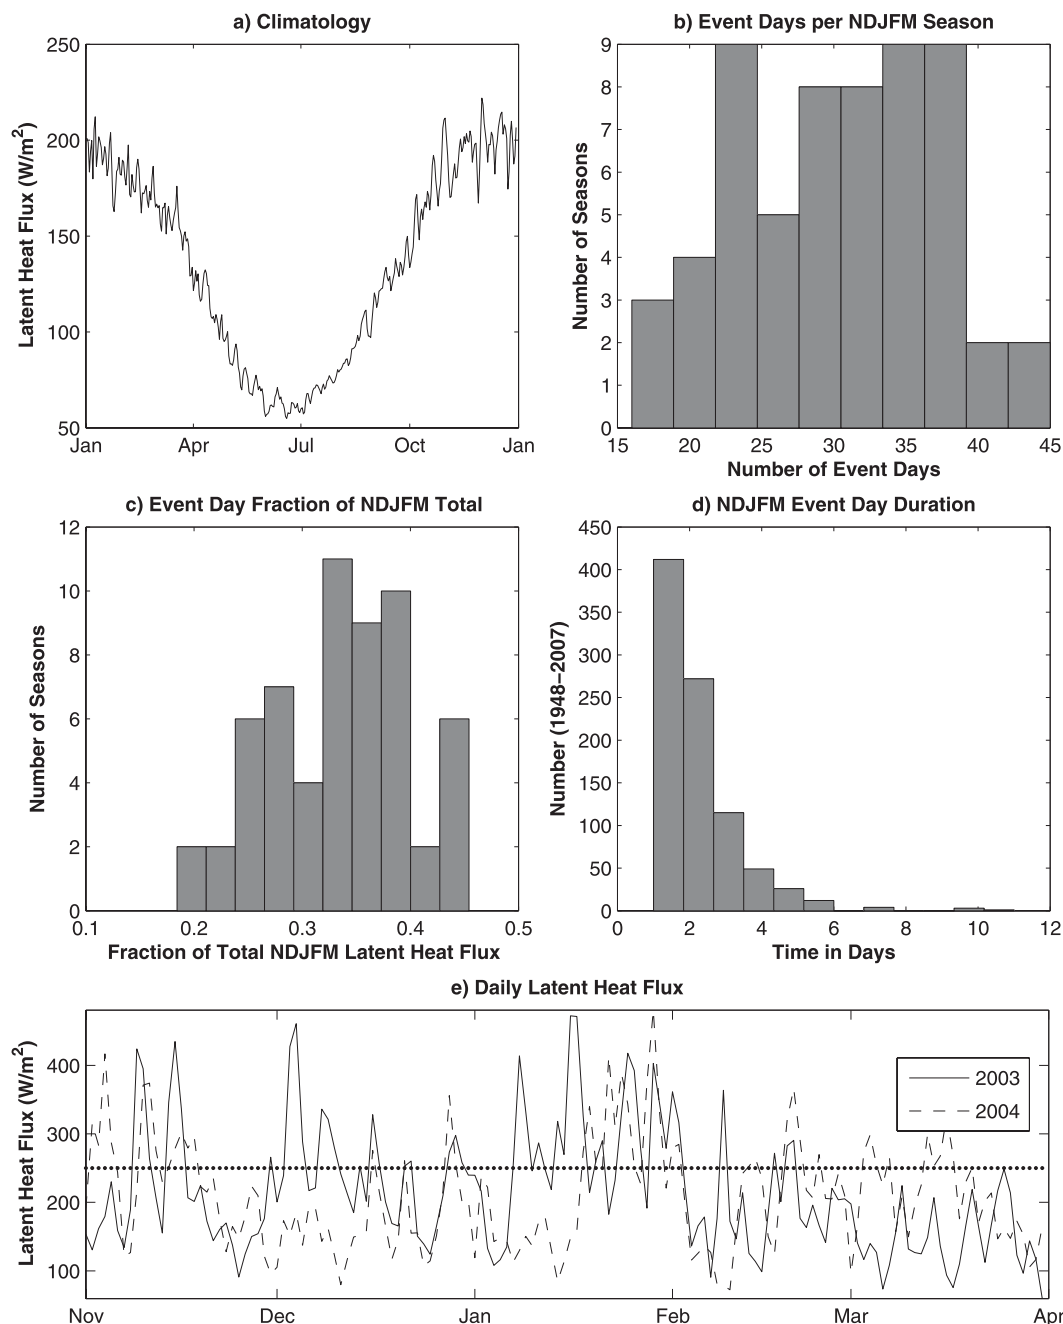 a) Climatology
250
200
150
100
50
Latent Heat Flux (W/m2)
Jan
Apr
Jul
Oct
Jan
b) Event Days per NDJFM Season
9
8
7
6
5
4
3
2
1
0
Number of Seasons
15
20
25
30
35
40
45
Number of Event Days
c) Event Day Fraction of NDJFM Total
12
10
8
6
4
2
0
Number of Seasons
0.1
0.2
0.3
0.4
0.5
Fraction of Total NDJFM Latent Heat Flux
d) NDJFM Event Day Duration
450
400
350
300
250
200
150
100
50
0
Number (1948−2007)
0
2
4
6
8
10
12
Time in Days
e) Daily Latent Heat Flux
400
300
200
100
Latent Heat Flux (W/m2)
2003
2004
Nov
Dec
Jan
Feb
Mar
Apr